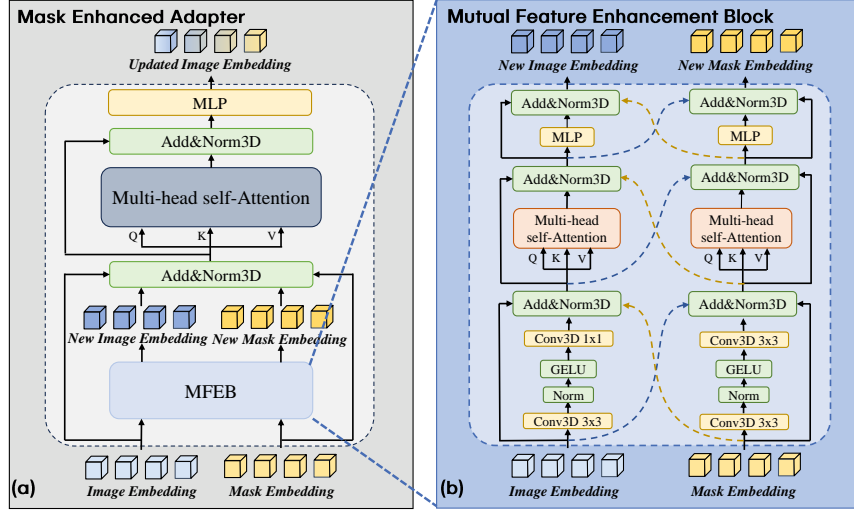 Mask Enhanced Adapter
Updated Image Embedding
MLP
Add&Norm3D
Multi-head self-Attention
Q K V
Add&Norm3D
New Image Embedding New Mask Embedding
MFEB
Image Embedding Mask Embedding
(a)
Mutual Feature Enhancement Block
New Image Embedding New Mask Embedding
Add&Norm3D Add&Norm3D
MLP MLP
Add&Norm3D Add&Norm3D
Multi-head Multi-head
self-Attention self-Attention
Q K V Q K V
Add&Norm3D Add&Norm3D
Conv3D 1x1 Conv3D 3x3
GELU GELU
Norm Norm
Conv3D 3x3 Conv3D 3x3
Image Embedding Mask Embedding
(b)